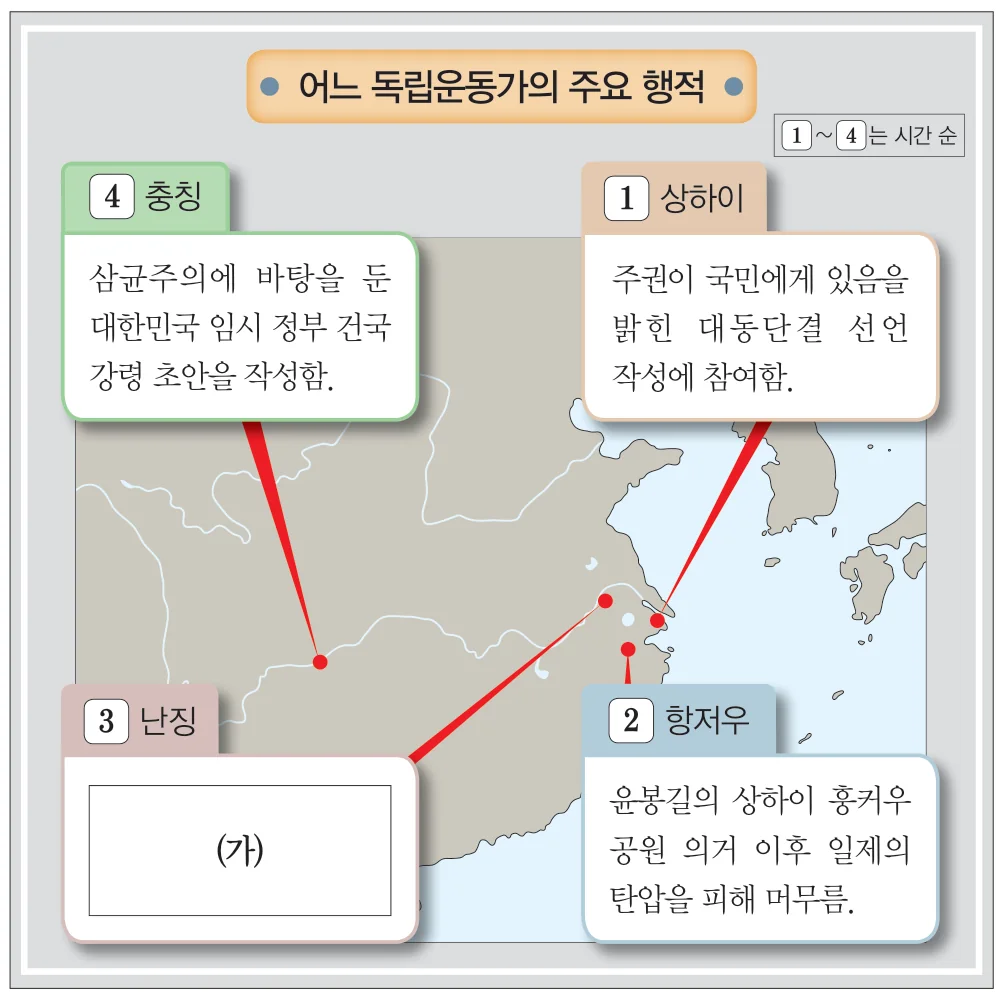 어느 독립운동가의 주요 행적
1 ~ 4 는 시간 순
4 충칭
삼균주의에 바탕을 둔
대한민국 임시 정부 건국
강령 초안을 작성함.
1 상하이
주권이 국민에게 있음을
밝힌 대동단결 선언
작성에 참여함.
3 난징
(가)
2 항저우
윤봉길의 상하이 훙커우
공원 의거 이후 일제의
탄압을 피해 머무름.